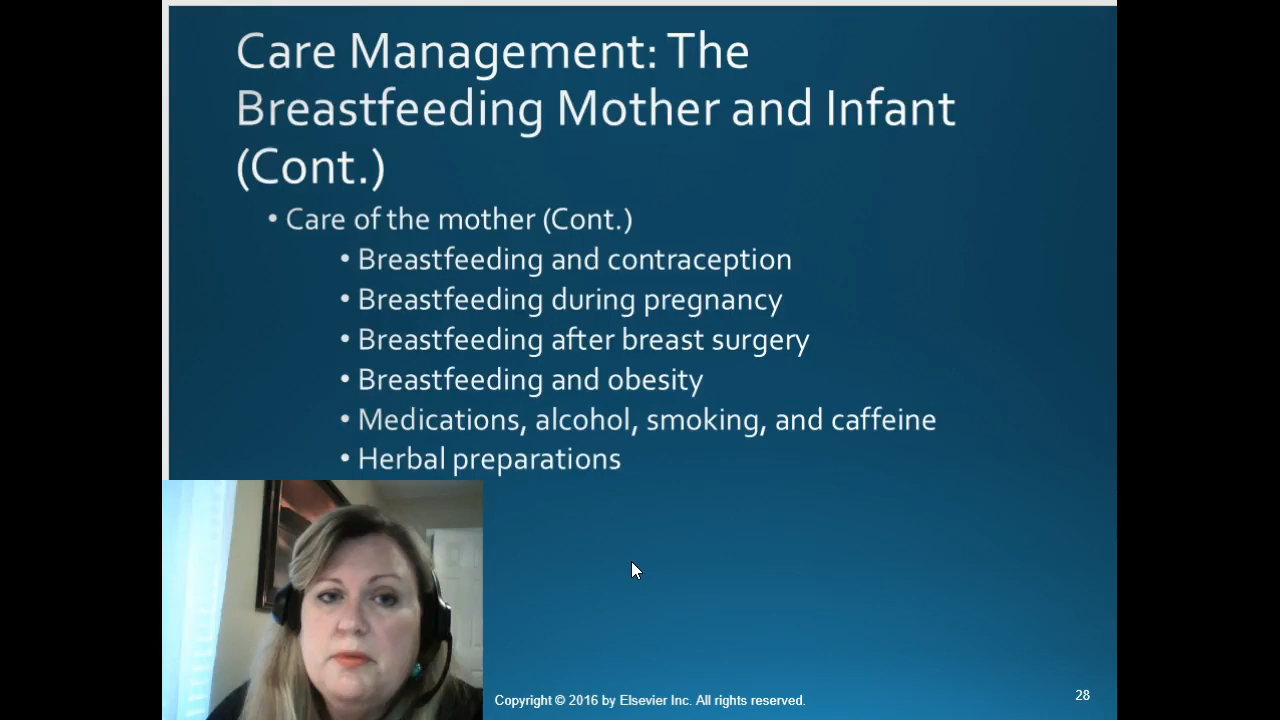 Care Management: The
Breastfeeding Mother and Infant
(Cont.)
• Care of the mother (Cont.)
• Breastfeeding and contraception
• Breastfeeding during pregnancy
• Breastfeeding after breast surgery
• Breastfeeding and obesity
• Medications, alcohol, smoking, and caffeine
• Herbal preparations
Copyright © 2016 by Elsevier Inc. All rights reserved.
28